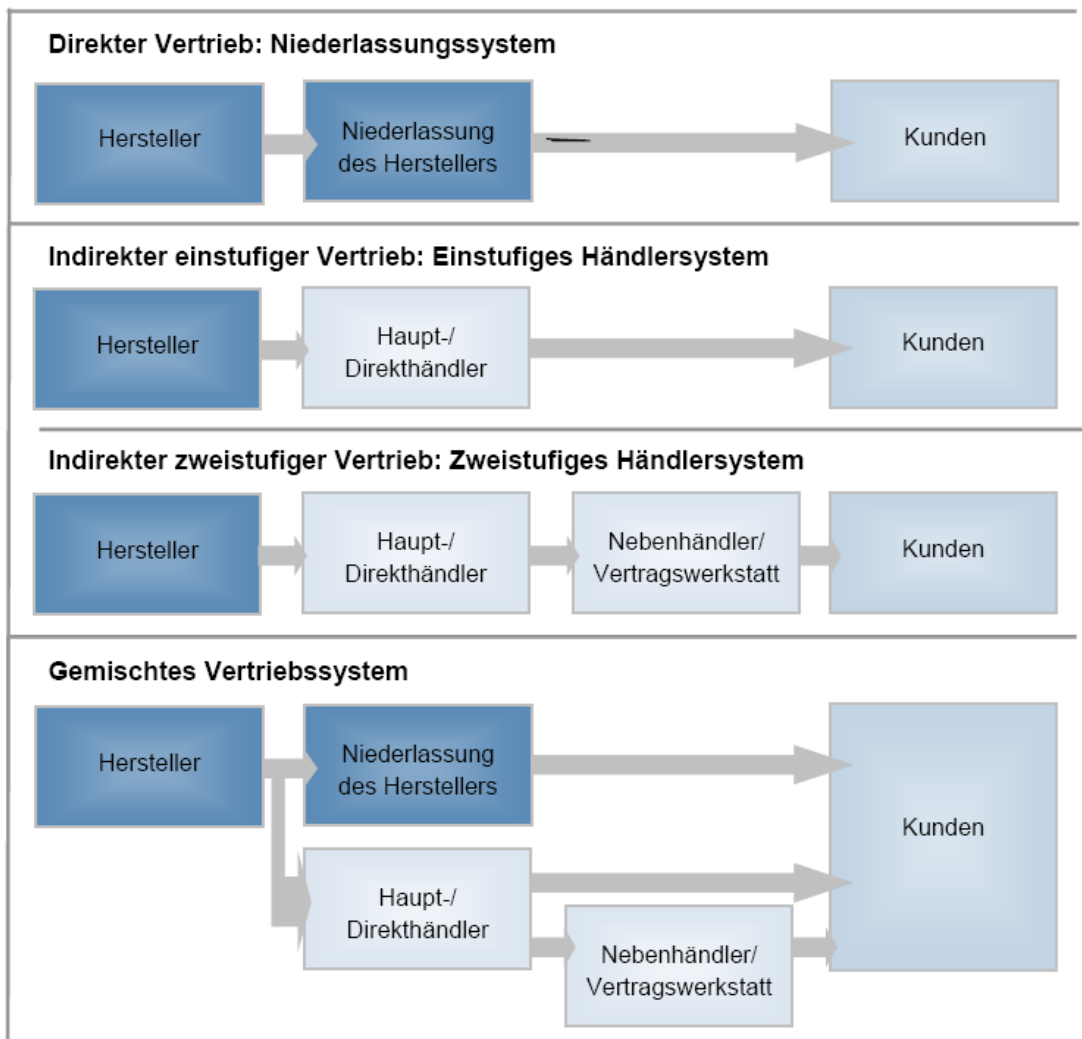 Direkter Vertrieb: Niederlassungssystem
Hersteller
Niederlassung
des Herstellers
Kunden
Indirekter einstufiger Vertrieb: Einstufiges Händlersystem
Hersteller
Haupt-/
Direkthändler
Kunden
Indirekter zweistufiger Vertrieb: Zweistufiges Händlersystem
Hersteller
Haupt-/
Direkthändler
Nebenhändler/
Vertragswerkstatt
Kunden
Gemischtes Vertriebssystem
Hersteller
Niederlassung
des Herstellers
Kunden
Haupt-/
Direkthändler
Nebenhändler/
Vertragswerkstatt